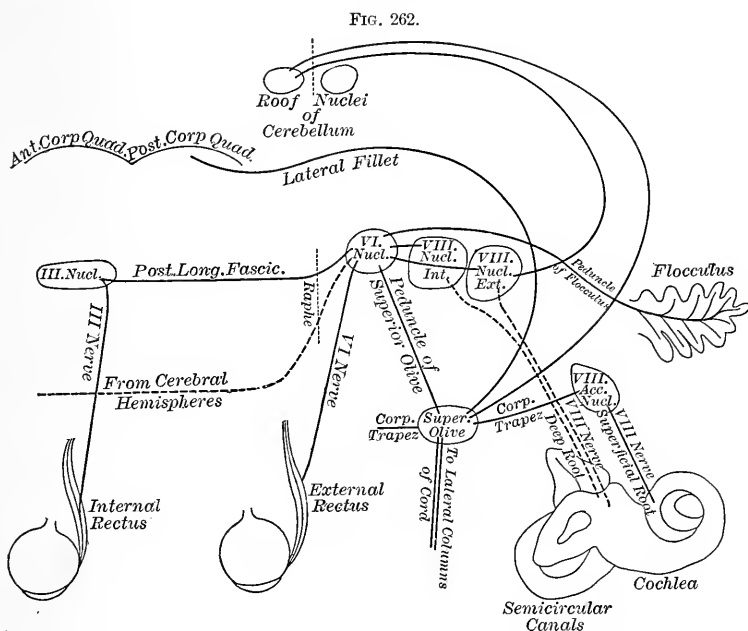 FIG. 262.
Roof Nuclei
of
Cerebellum
Ant. Corp Quad. Post. Corp Quad.
Lateral Fillet
III. Nucl.
Post. Long. Fascic.
Raphe
VI.
Nucl.
VIII.
Nucl.
Int.
VIII.
Nucl.
Ext.
Peduncle
of Flocculus
Flocculus
III Nerve
From Cerebral
Hemispheres
VI Nerve
Peduncle of
Superior Olive
Corp.
Trapez
Super.
Olive
Corp.
Trapez
VIII.
Acc.
Nucl.
VIII Nerve
Deep Root
VIII Nerve
Superficial Root
To Lateral Columns
of Cord
Internal
Rectus
External
Rectus
Cochlea
Semicircular
Canals